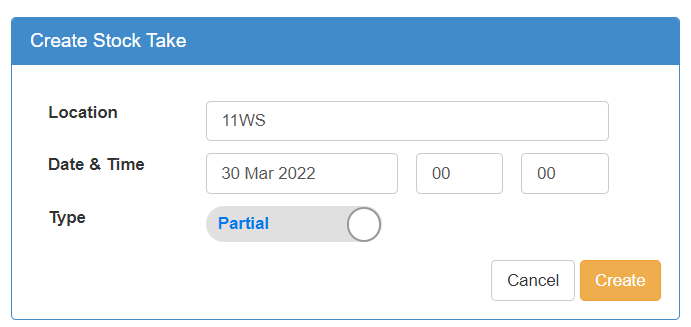 Create Stock Take
Location
11WS
Date & Time
30 Mar 2022
00
00
Type
Partial
Cancel
Create